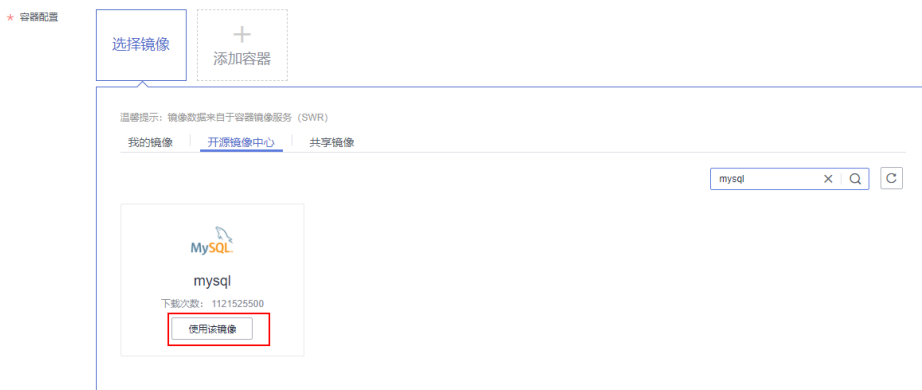 * 容器配置
选择镜像
添加容器
温馨提示：镜像数据来自于容器镜像服务（SWR）
我的镜像 开源镜像中心 共享镜像
mysql
MySQL
mysql
下载次数： 1121525500
使用该镜像